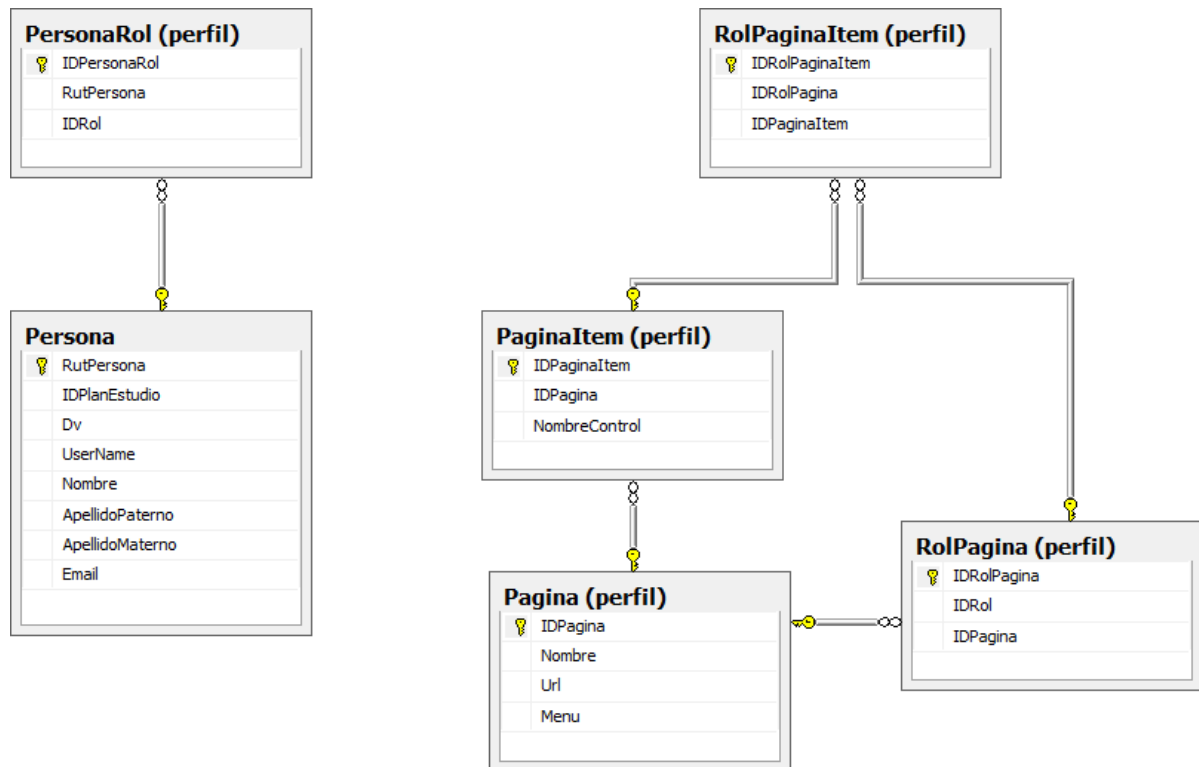 PersonaRol (perfil)
IDPersonaRol
RutPersona
IDRol
RolPaginaItem (perfil)
IDRolPaginaItem
IDRolPagina
IDPaginaItem
Persona
RutPersona
IDPlanEstudio
Dv
UserName
Nombre
ApellidoPaterno
ApellidoMaterno
Email
PaginaItem (perfil)
IDPaginaItem
IDPagina
NombreControl
Pagina (perfil)
IDPagina
Nombre
Url
Menu
RolPagina (perfil)
IDRolPagina
IDRol
IDPagina